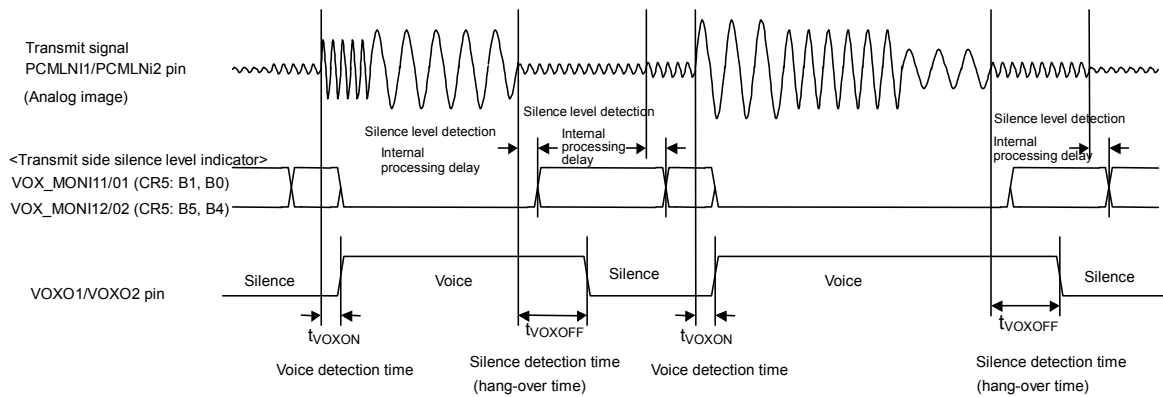 Transmit signal
PCMLNI1/PCMLNi2 pin
(Analog image)
Silence level detection
Internal
processing delay
Silence level detection
Internal
processing
delay
Silence level detection
Internal
processing delay
<Transmit side silence level indicator>
VOX_MONI11/01 (CR5: B1, B0)
VOX_MONI12/02 (CR5: B5, B4)
VOXO1/VOXO2 pin
Silence
Voice
Silence
Voice
Silence
tVOXON
tVOXOFF
tVOXON
tVOXOFF
Voice detection time
Silence detection time
(hang-over time)
Voice detection time
Silence detection time
(hang-over time)